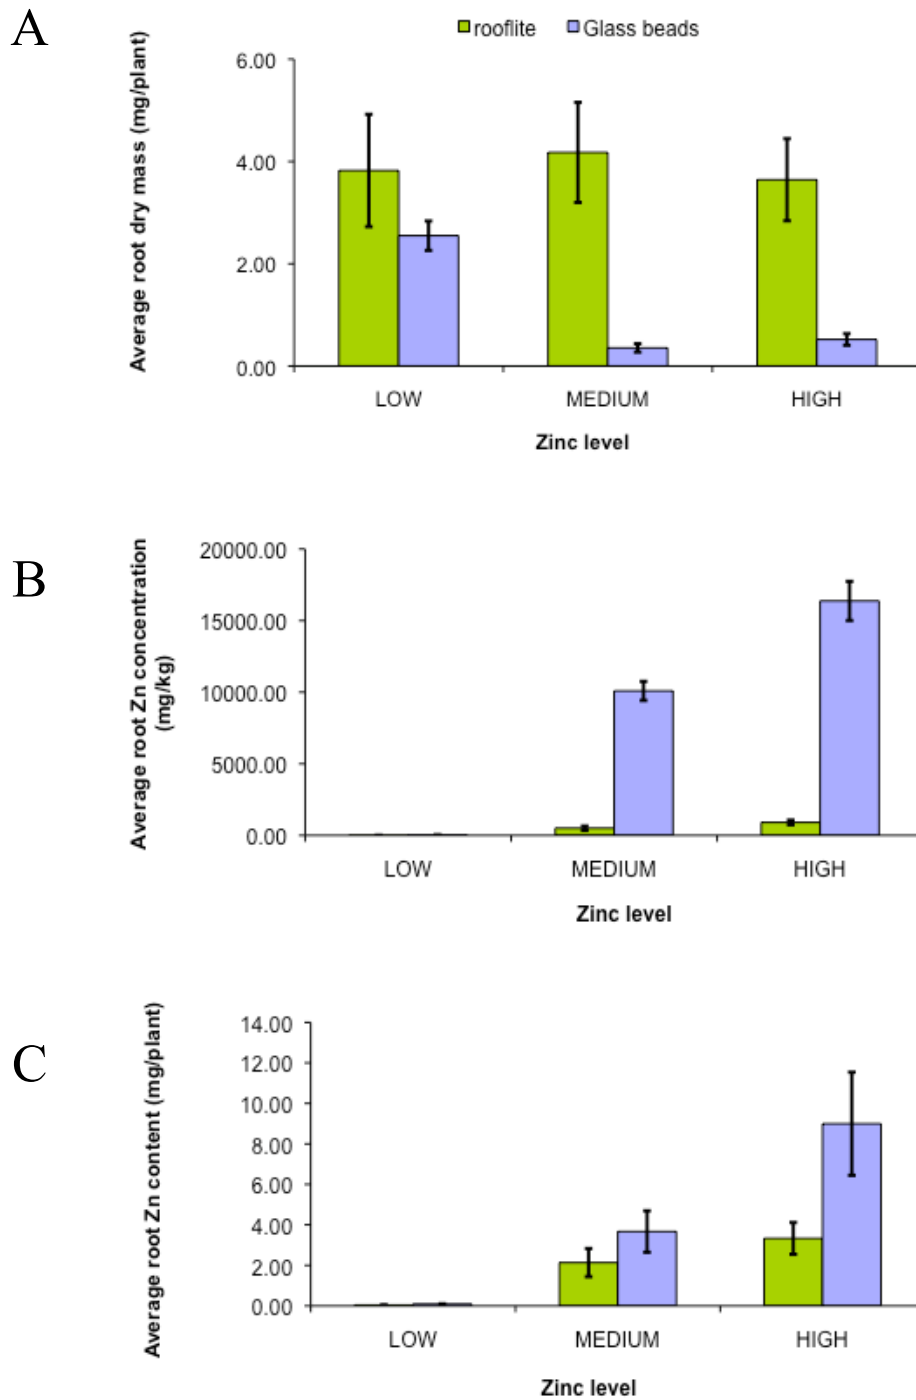 A
rooflite Glass beads
Average root dry mass (mg/plant)
6.00
4.00
2.00
0.00
LOW MEDIUM HIGH
Zinc level
B
Average root Zn concentration
(mg/kg)
20000.00
15000.00
10000.00
5000.00
0.00
LOW MEDIUM HIGH
Zinc level
C
Average root Zn content (mg/plant)
14.00
12.00
10.00
8.00
6.00
4.00
2.00
0.00
LOW MEDIUM HIGH
Zinc level